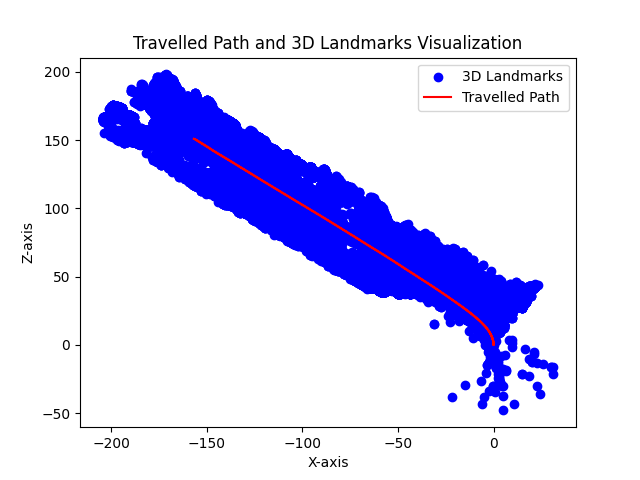 Travelled Path and 3D Landmarks Visualization
3D Landmarks
Travelled Path
200
150
100
50
0
−50
Z-axis
−200
−150
−100
−50
0
X-axis